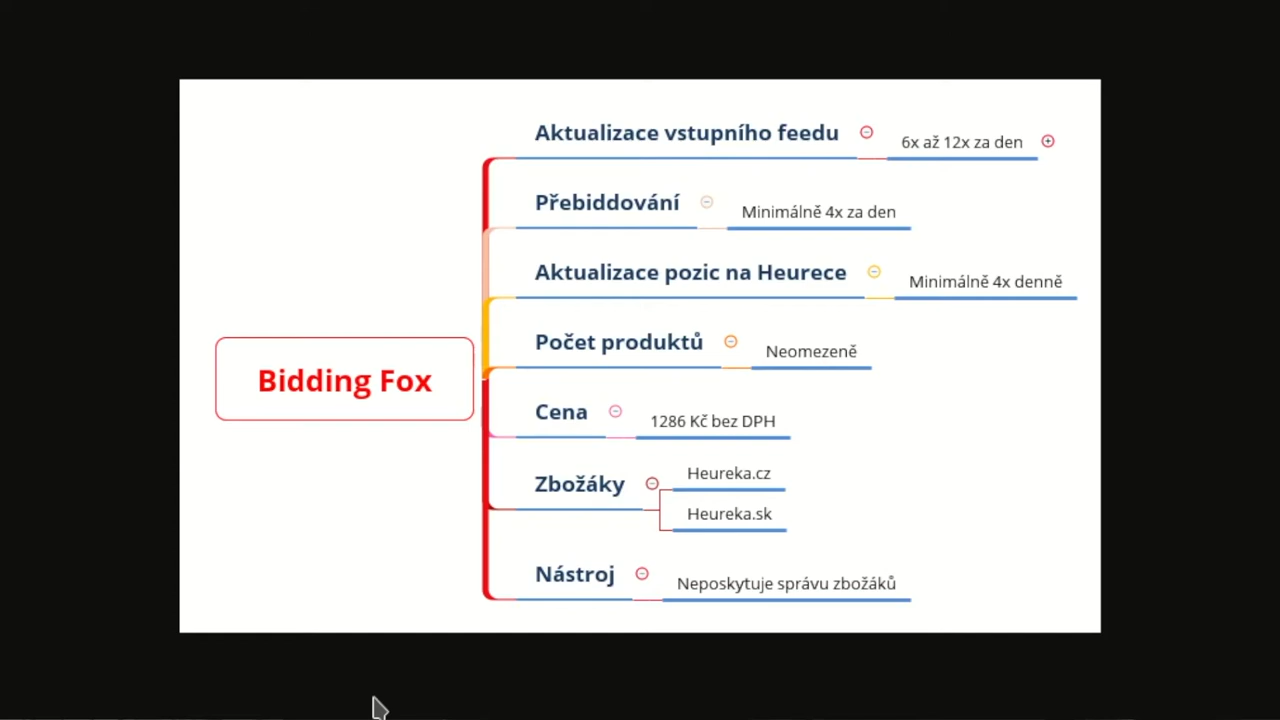 Bidding Fox
Aktualizace vstupního feedu
6x až 12x za den
Přebiddování
Minimálně 4x za den
Aktualizace pozic na Heurece
Minimálně 4x denně
Počet produktů
Neomezeně
Cena
1286 Kč bez DPH
Zbožáky
Heureka.cz
Heureka.sk
Nástroj
Neposkytuje správu zbožáků